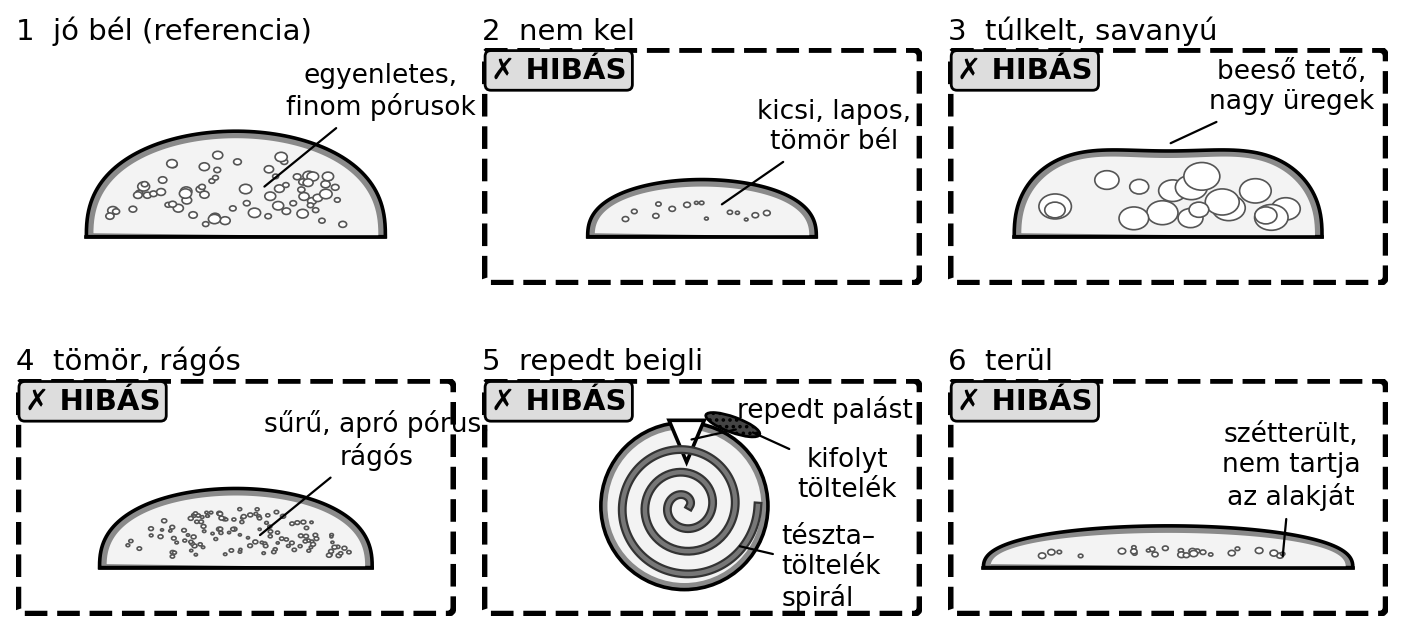 1 jó bél (referencia)
egyenletes,
finom pórusok
2 nem kel
✗ HIBÁS
kicsi, lapos,
tömör bél
3 túlkelt, savanyú
✗ HIBÁS
beeső tető,
nagy üregek
4 tömör, rágós
✗ HIBÁS
sűrű, apró pórus
rágós
5 repedt beigli
✗ HIBÁS
repedt palást
kifolyt
töltelék
tészta–
töltelék
spirál
6 terül
✗ HIBÁS
szétterült,
nem tartja
az alakját